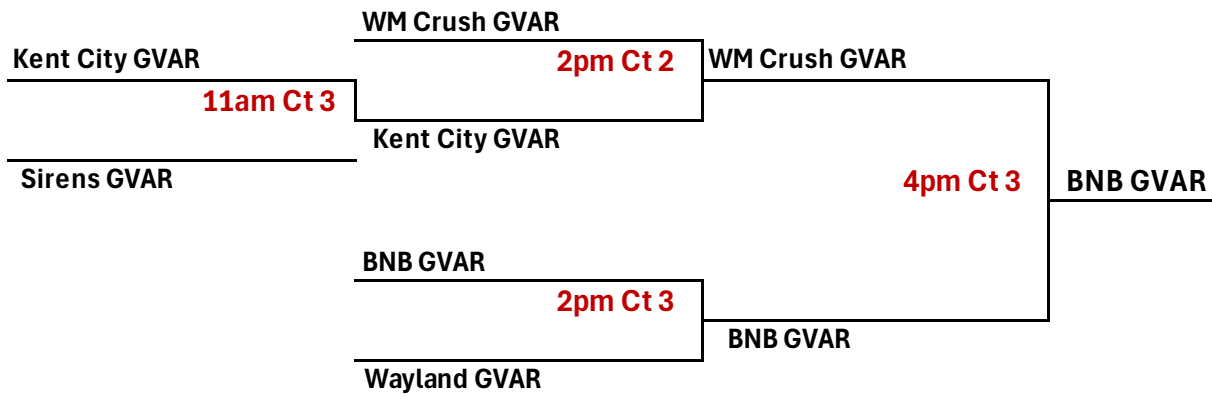 WM Crush GVAR
Kent City GVAR
2pm Ct 2
WM Crush GVAR
11am Ct 3
Kent City GVAR
Sirens GVAR
4pm Ct 3
BNB GVAR
BNB GVAR
2pm Ct 3
BNB GVAR
Wayland GVAR